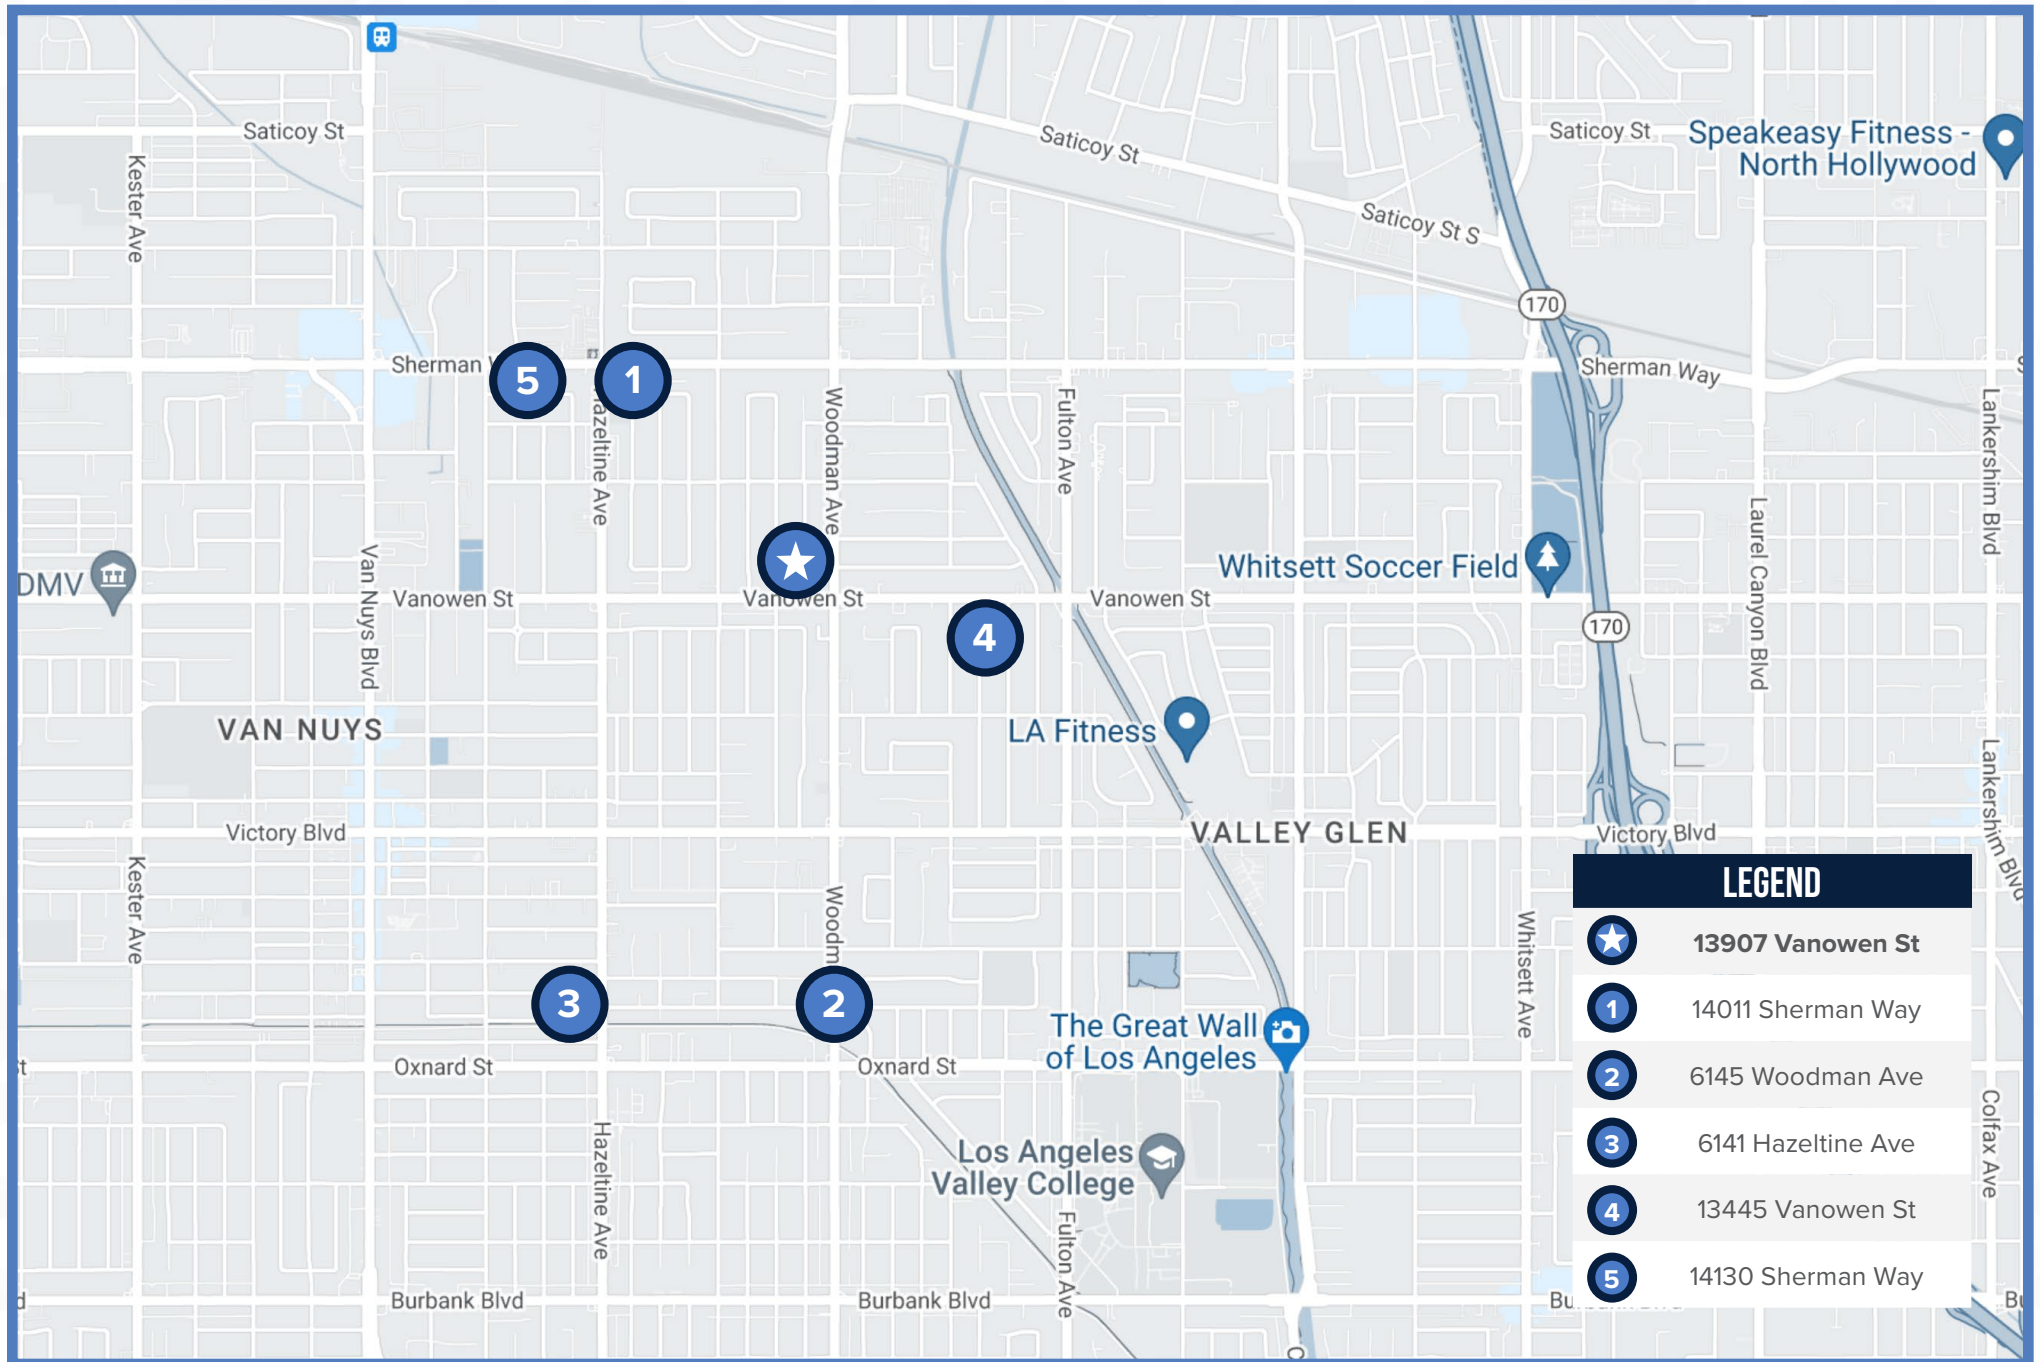 Saticoy St
Saticoy St
Saticoy St
Speakeasy Fitness -
North Hollywood
Kester Ave
Saticoy St S
170
Sherman
5
1
Sherman Way
Hazeltine Ave
Woodman Ave
Fulton Ave
Lankershim Blvd
Laurel Canyon Blvd
Van Nuys Blvd
DMV
Whitsett Soccer Field
Vanowen St
Vanowen St
Vanowen St
170
4
VAN NUYS
LA Fitness
Lankershim Blvd
Victory Blvd
VALLEY GLEN
Victory Blvd
Kester Ave
Woodm
Whitsett Ave
3
2
The Great Wall
of Los Angeles
Oxnard St
Oxnard St
Hazeltine Ave
Los Angeles
Valley College
Fulton Ave
Colfax Ave
Burbank Blvd
Burbank Blvd
LEGEND
13907 Vanowen St
1 14011 Sherman Way
2 6145 Woodman Ave
3 6141 Hazeltine Ave
4 13445 Vanowen St
5 14130 Sherman Way